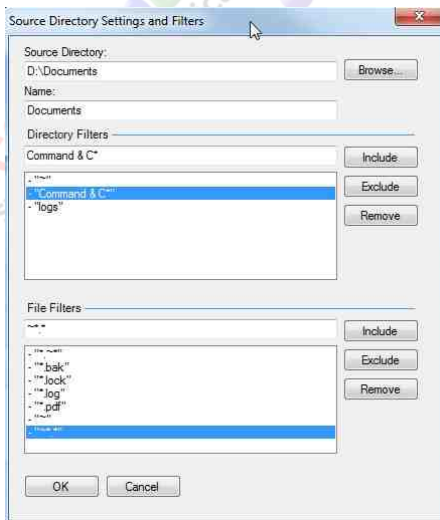 Source Directory Settings and Filters
Source Directory:
D:\Documents
Browse...
Name:
Documents
Directory Filters
Command & C*
Include
- "~"
Exclude
- "Command & C*"
- "logs"
Remove
File Filters
~*.*
Include
- "*.~*"
Exclude
- "*.bak"
- "*.lock"
- "*.log"
Remove
- "*.pdf"
- "~"
- "~*.*"
OK
Cancel